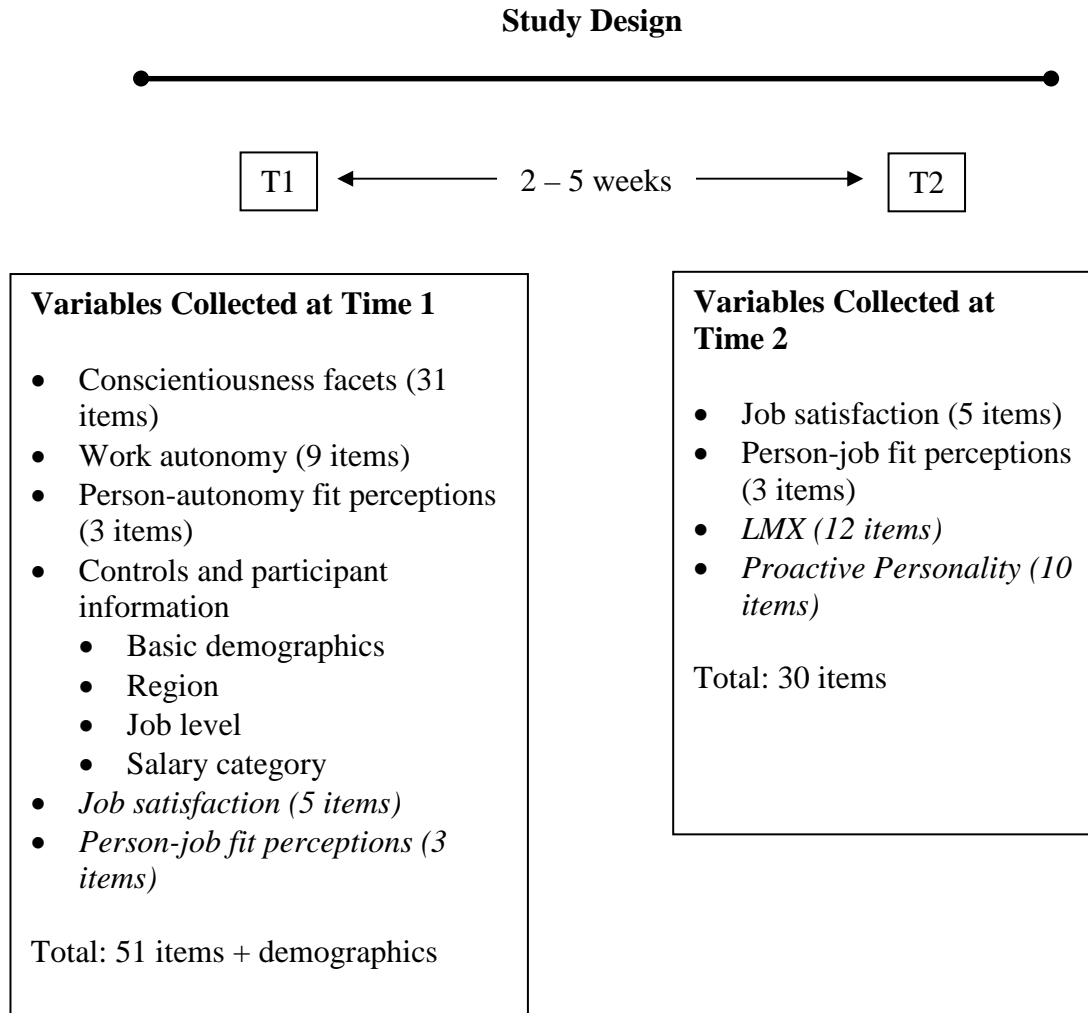 Study Design
T1
2 – 5 weeks
T2
Variables Collected at Time 1
• Conscientiousness facets (31
items)
• Work autonomy (9 items)
• Person-autonomy fit perceptions
(3 items)
• Controls and participant
information
• Basic demographics
• Region
• Job level
• Salary category
• Job satisfaction (5 items)
• Person-job fit perceptions (3
items)
Total: 51 items + demographics
Variables Collected at
Time 2
• Job satisfaction (5 items)
• Person-job fit perceptions
(3 items)
• LMX (12 items)
• Proactive Personality (10
items)
Total: 30 items